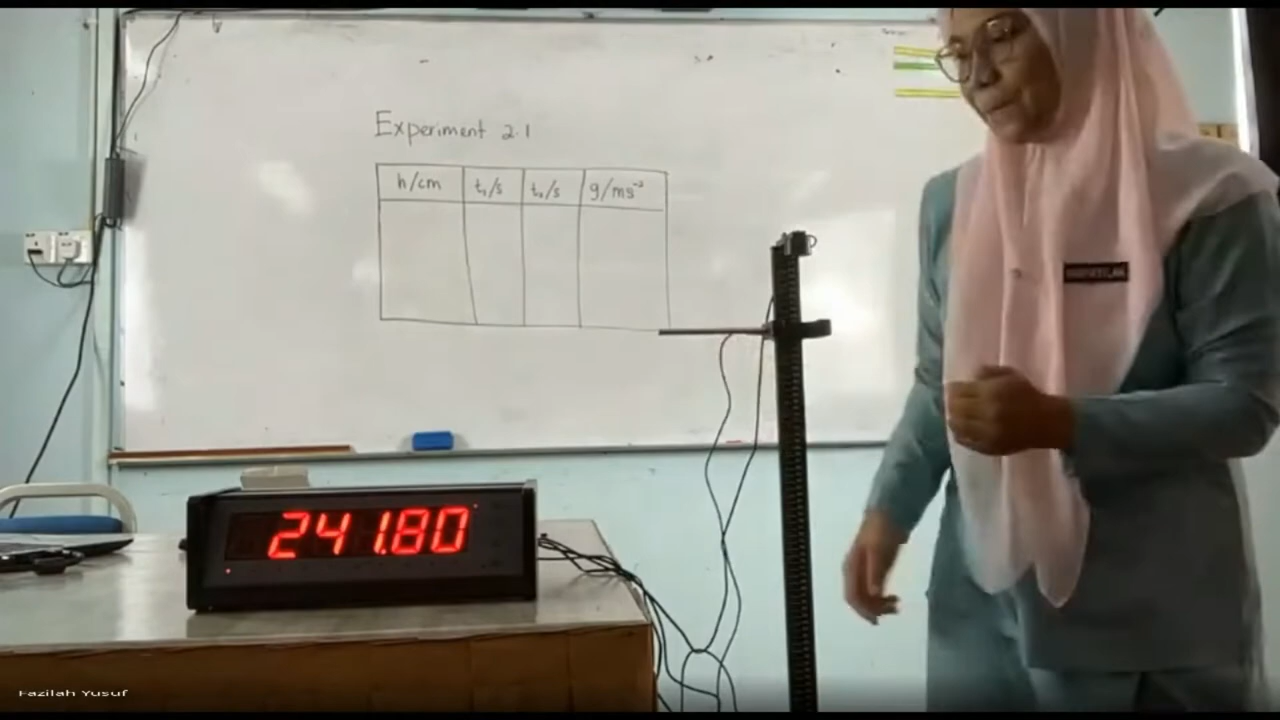 Experiment 2.1
h/cm t₁/s t₂/s g/ms⁻²
241.80
Fazilah Yusuf